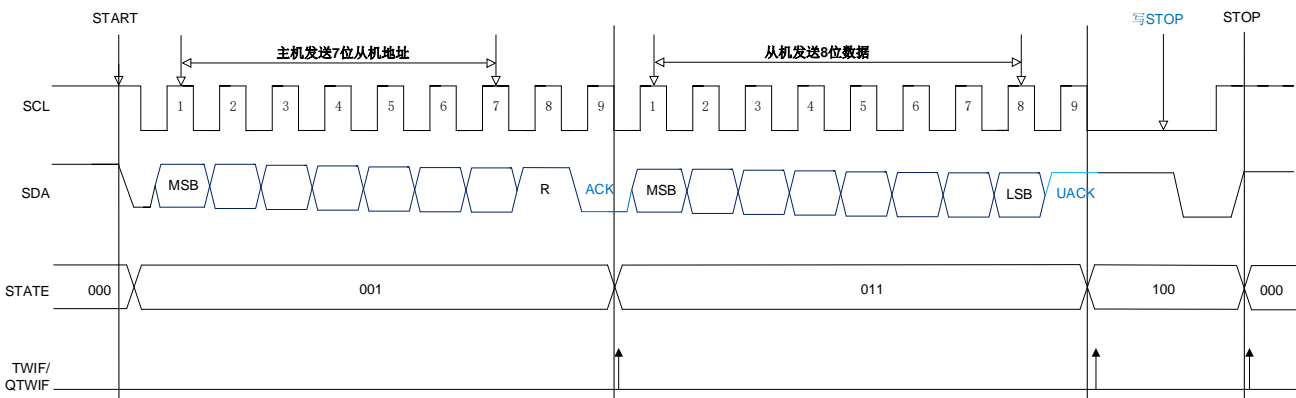 START 写STOP STOP
主机发送7位从机地址 从机发送8位数据
SCL 1 2 3 4 5 6 7 8 9 1 2 3 4 5 6 7 8 9
SDA MSB R ACK MSB LSB UACK
STATE 000 001 011 100 000
TWIF/
QTWIF